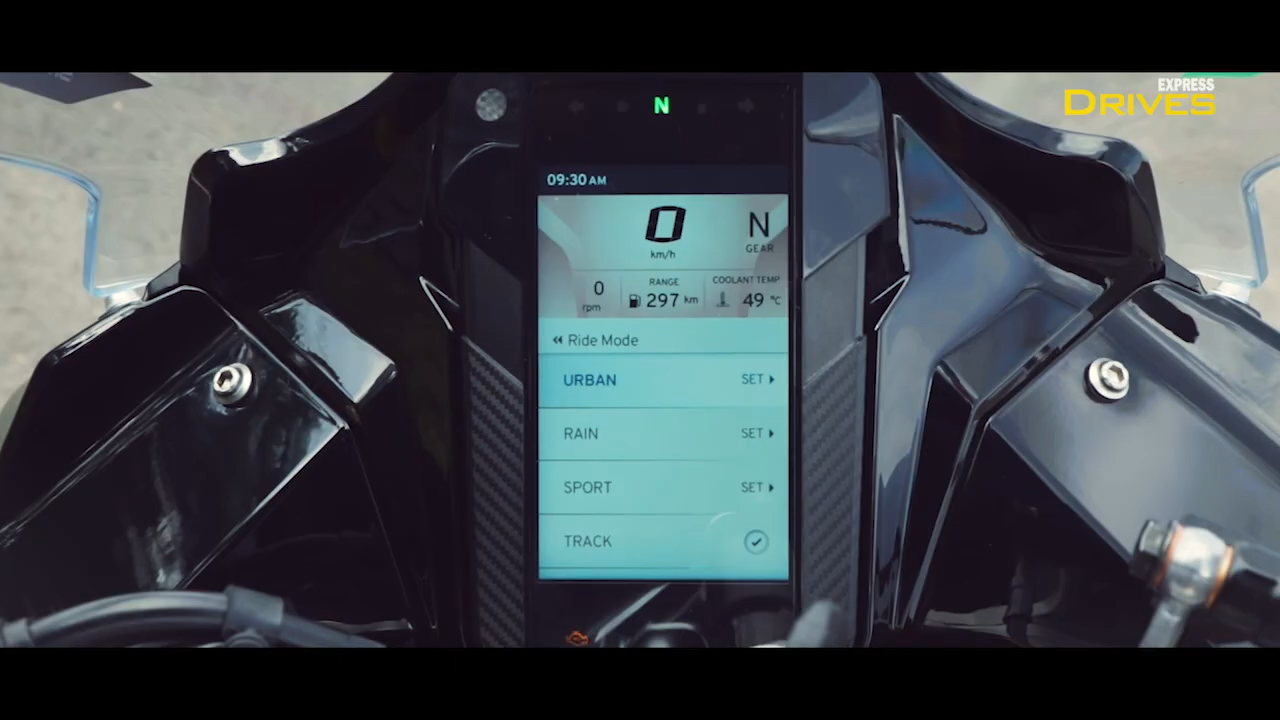 EXPRESS
DRIVES
N
09:30 AM
0
km/h
N
GEAR
0
rpm
RANGE
297 km
COOLANT TEMP
49 °C
Ride Mode
URBAN SET
RAIN SET
SPORT SET
TRACK